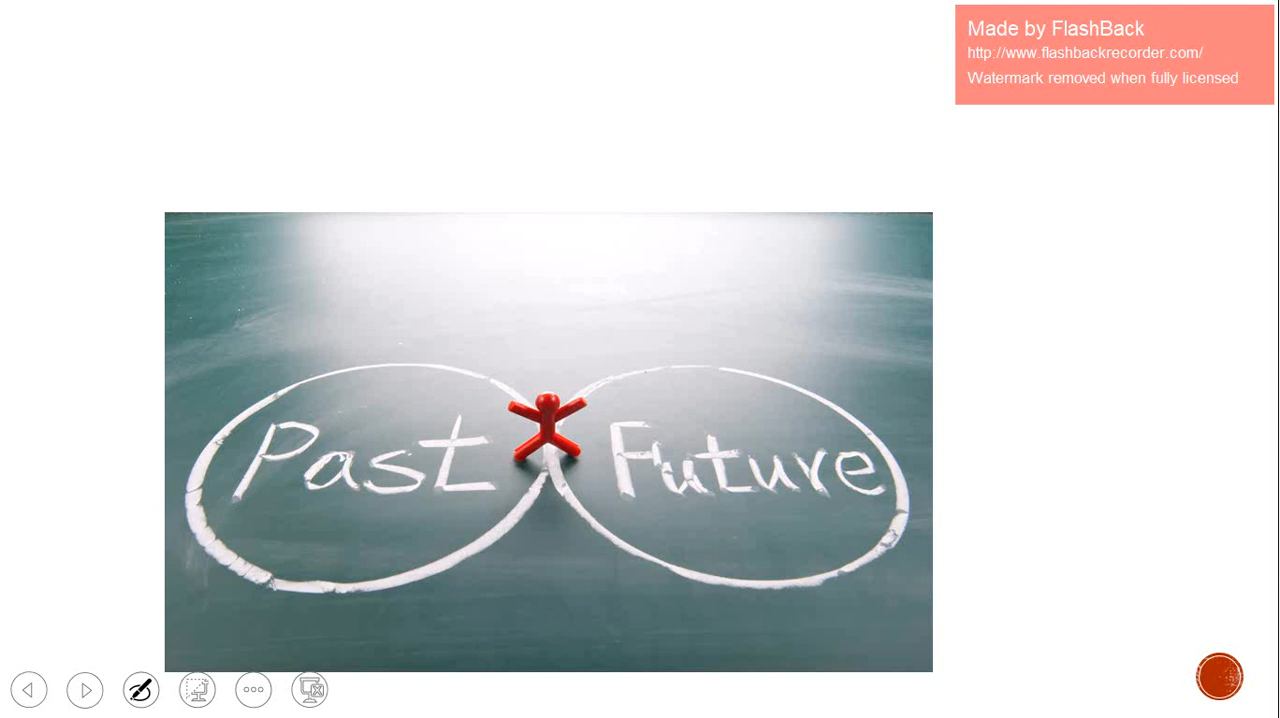 Made by FlashBack
http://www.flashbackrecorder.com/
Watermark removed when fully licensed
Past Future